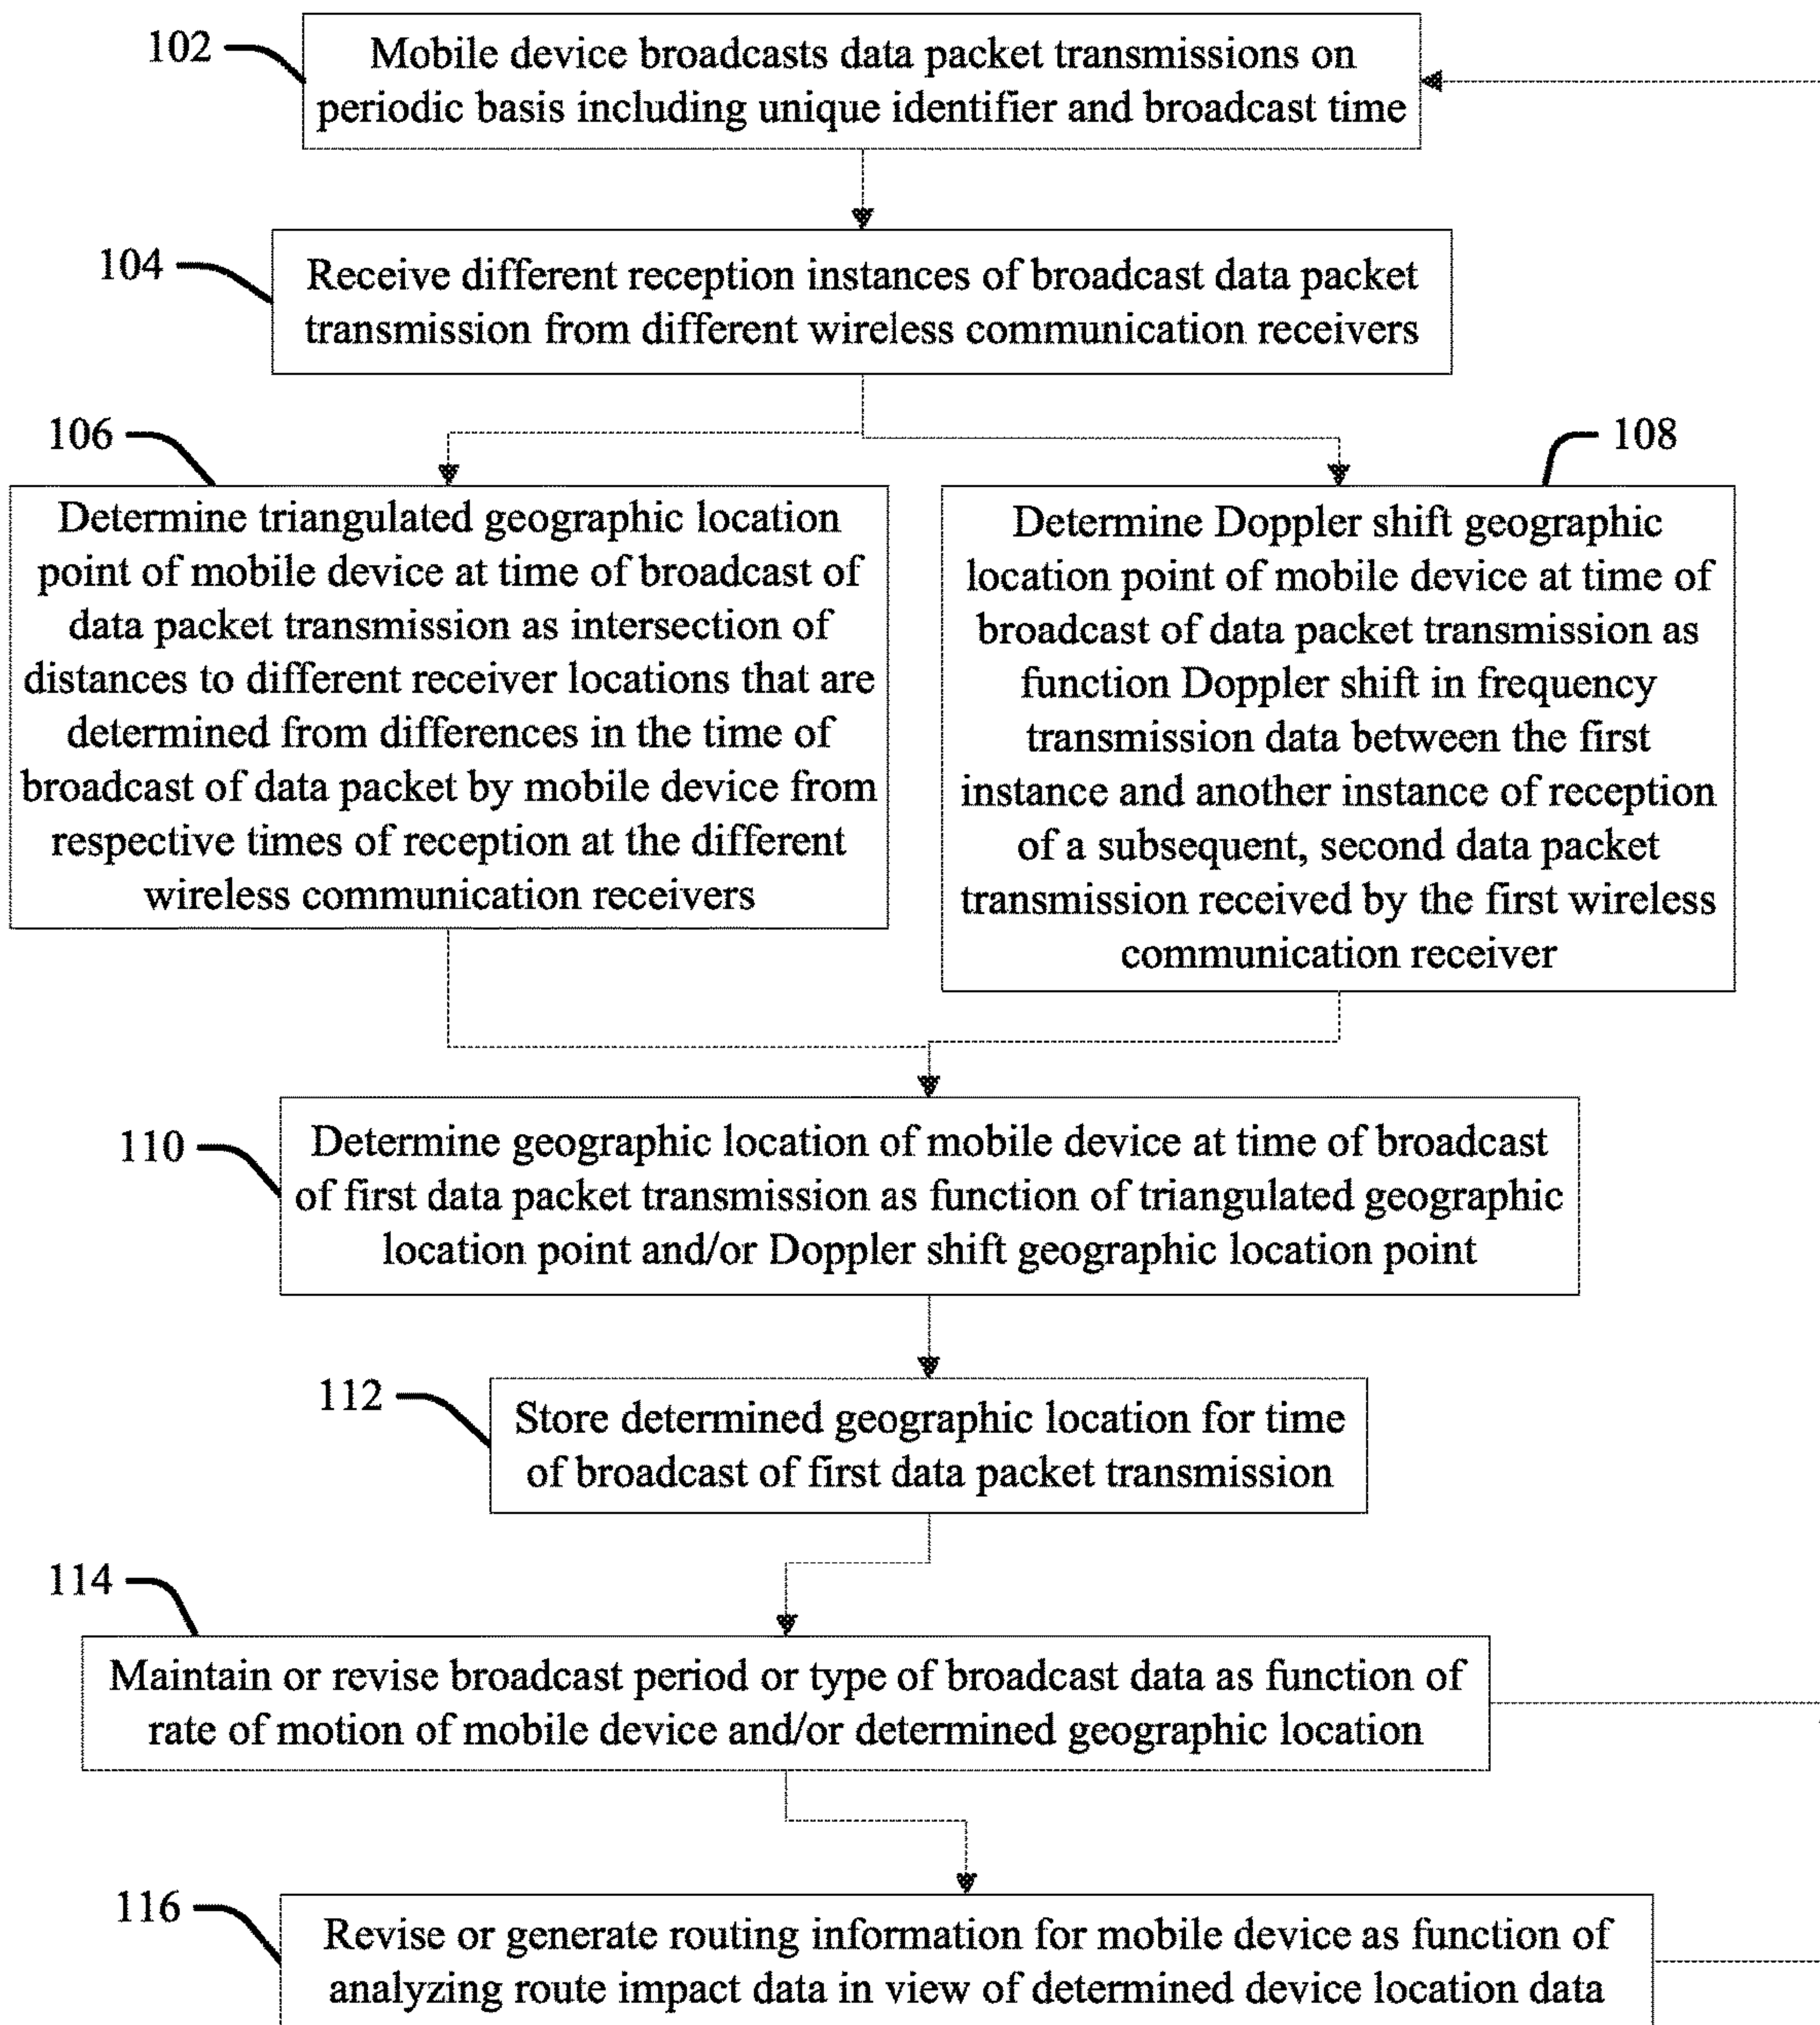 102
Mobile device broadcasts data packet transmissions on
periodic basis including unique identifier and broadcast time
104
Receive different reception instances of broadcast data packet
transmission from different wireless communication receivers
106
Determine triangulated geographic location
point of mobile device at time of broadcast of
data packet transmission as intersection of
distances to different receiver locations that are
determined from differences in the time of
broadcast of data packet by mobile device from
respective times of reception at the different
wireless communication receivers
108
Determine Doppler shift geographic
location point of mobile device at time of
broadcast of data packet transmission as
function Doppler shift in frequency
transmission data between the first
instance and another instance of reception
of a subsequent, second data packet
transmission received by the first wireless
communication receiver
110
Determine geographic location of mobile device at time of broadcast
of first data packet transmission as function of triangulated geographic
location point and/or Doppler shift geographic location point
112
Store determined geographic location for time
of broadcast of first data packet transmission
114
Maintain or revise broadcast period or type of broadcast data as function of
rate of motion of mobile device and/or determined geographic location
116
Revise or generate routing information for mobile device as function of
analyzing route impact data in view of determined device location data